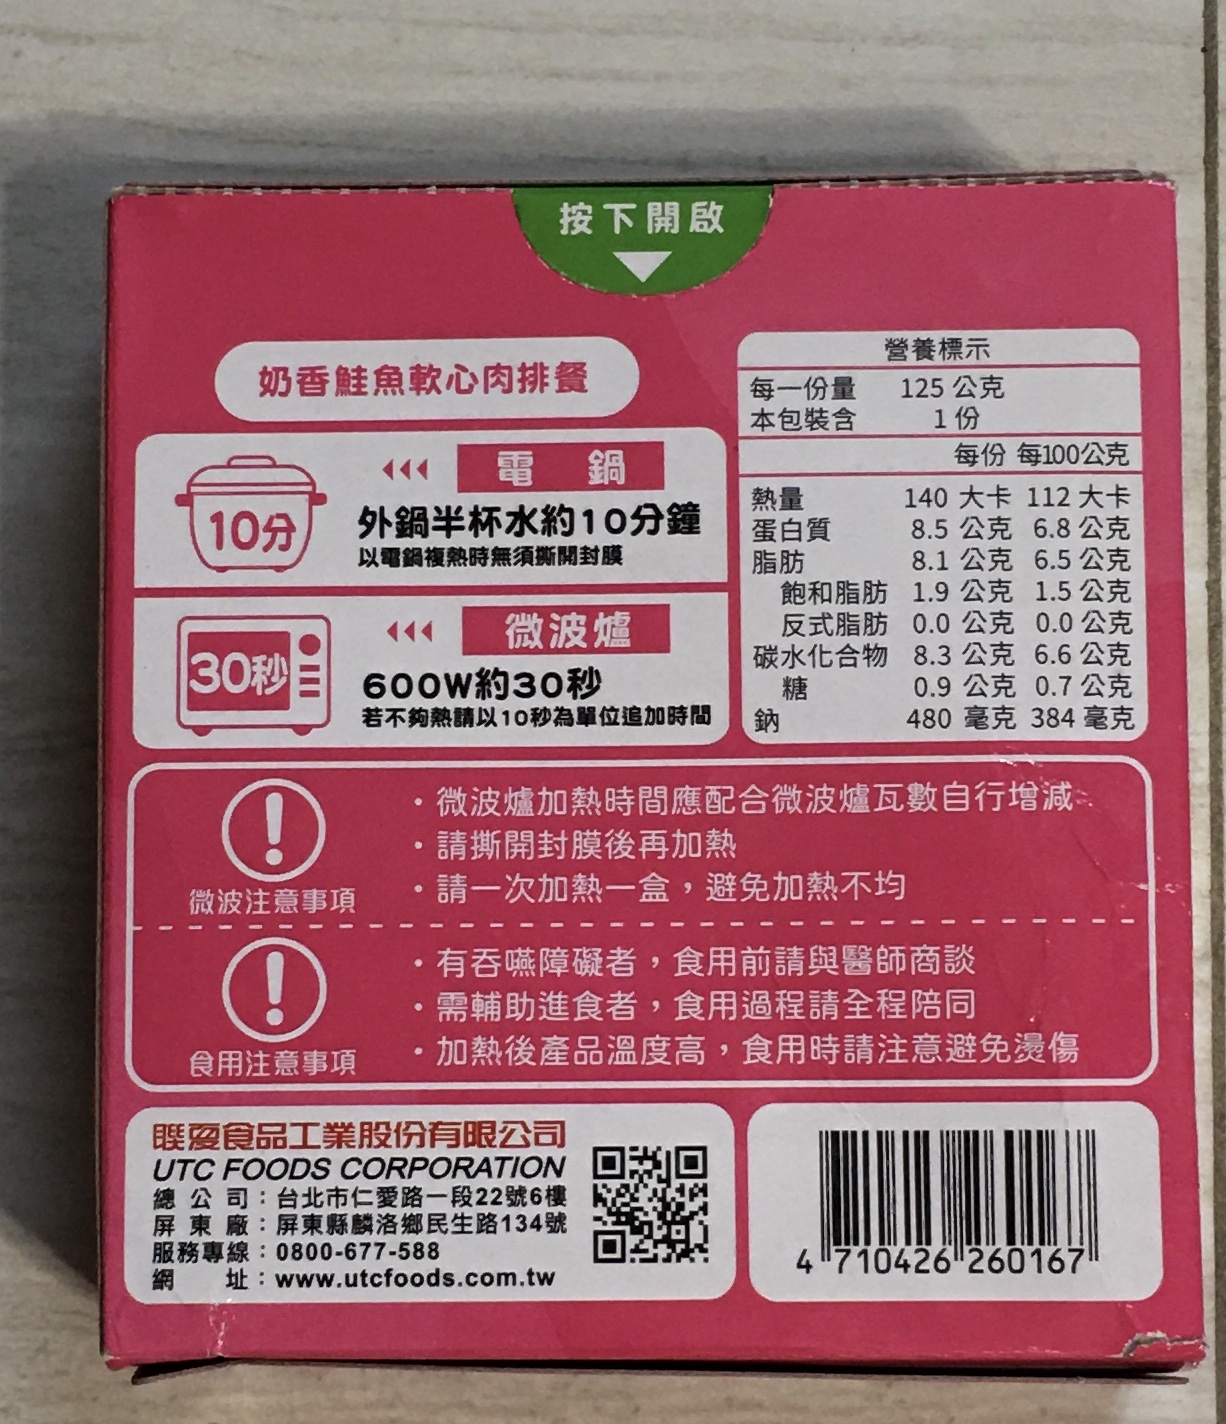 按下開啟
奶香鮭魚軟心肉排餐
10分
電 鍋
外鍋半杯水約10分鐘
以電鍋複熱時無須撕開封膜
30秒
微波爐
600W約30秒
若不夠熱請以10秒為單位追加時間
營養標示
每一份量 125 公克
本包裝含 1 份
每份 每100公克
熱量 140 大卡 112 大卡
蛋白質 8.5 公克 6.8 公克
脂肪 8.1 公克 6.5 公克
飽和脂肪 1.9 公克 1.5 公克
反式脂肪 0.0 公克 0.0 公克
碳水化合物 8.3 公克 6.6 公克
糖 0.9 公克 0.7 公克
鈉 480 毫克 384 毫克
微波注意事項
・微波爐加熱時間應配合微波爐瓦數自行增減
・請撕開封膜後再加熱
・請一次加熱一盒，避免加熱不均
食用注意事項
・有吞嚥障礙者，食用前請與醫師商談
・需輔助進食者，食用過程請全程陪同
・加熱後產品溫度高，食用時請注意避免燙傷
聯夏食品工業股份有限公司
UTC FOODS CORPORATION
總公司：台北市仁愛路一段22號6樓
屏東廠：屏東縣麟洛鄉民生路134號
服務專線：0800-677-588
網 址：www.utcfoods.com.tw
4 710426 260167